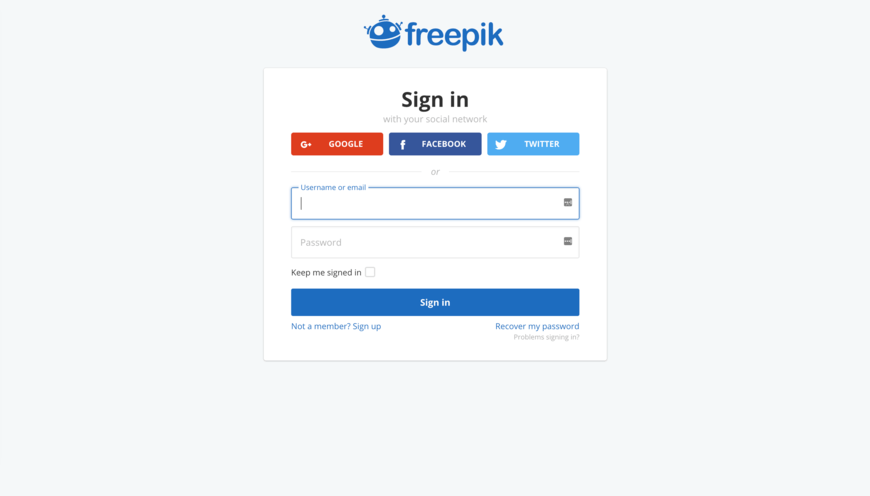 freepik
Sign in
with your social network
G+ GOOGLE
f FACEBOOK
TWITTER
or
Username or email
Password
Keep me signed in
Sign in
Not a member? Sign up
Recover my password
Problems signing in?